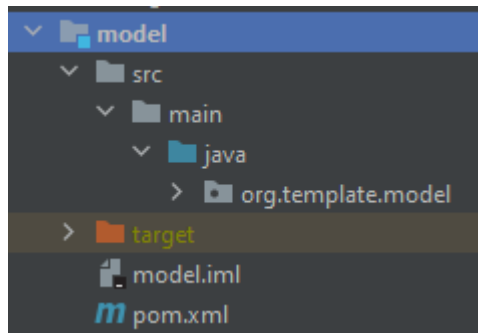 model
src
main
java
org.template.model
target
model.iml
m pom.xml